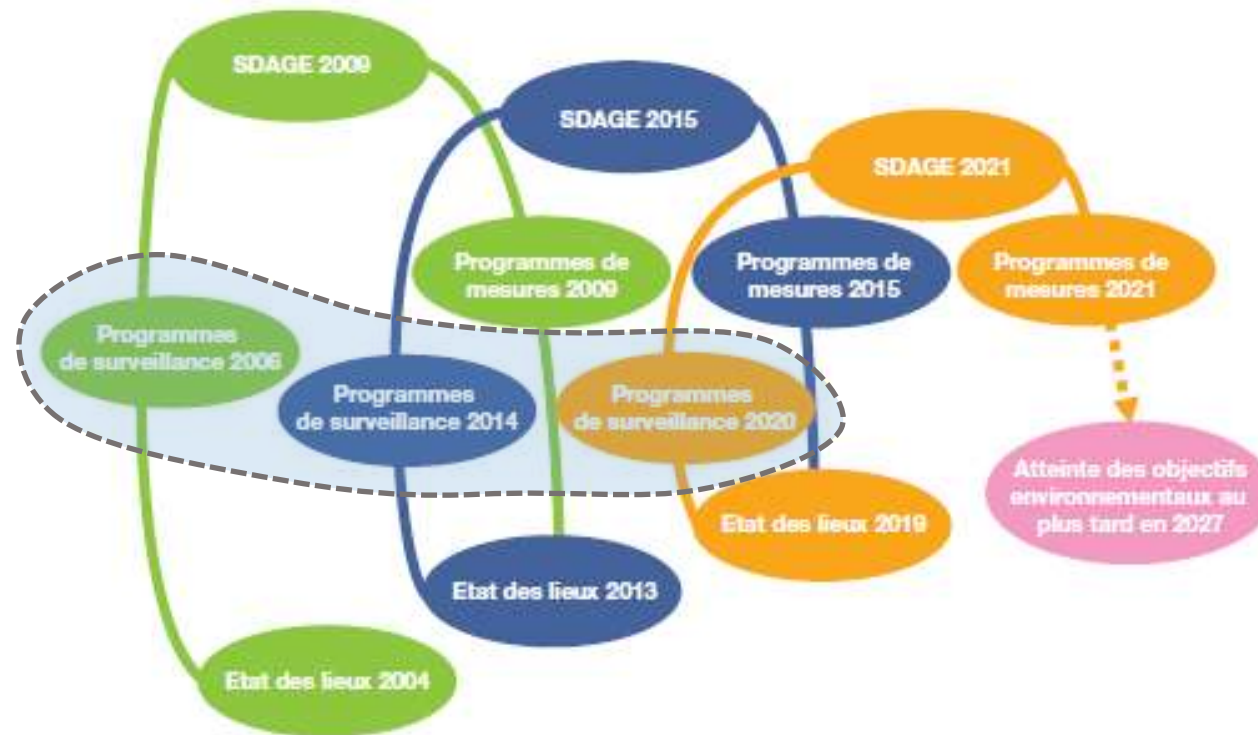 SDAGE 2009
SDAGE 2015
SDAGE 2021
Programmes de
mesures 2009
Programmes de
mesures 2015
Programmes de
mesures 2021
Programmes
de surveillance 2006
Programmes
de surveillance 2014
Programmes
de surveillance 2020
Atteinte des objectifs
environnementaux au
plus tard en 2027
Etat des lieux 2019
Etat des lieux 2013
Etat des lieux 2004